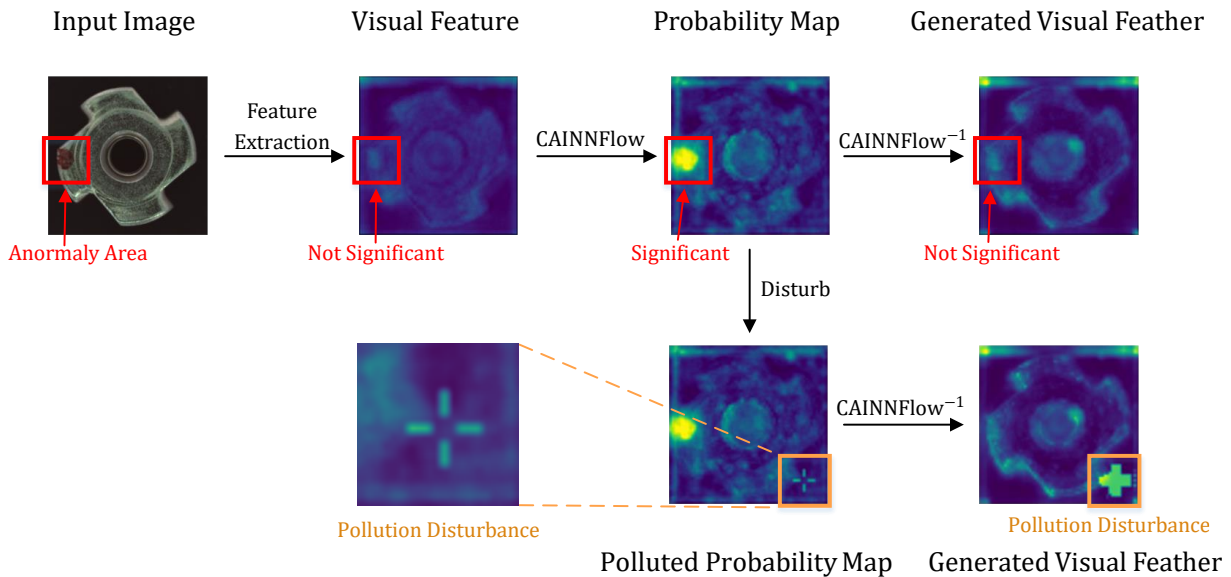 Input Image
Visual Feature
Probability Map
Generated Visual Feather
Feature
Extraction
CAINNFlow
CAINNFlow⁻¹
Anormaly Area
Not Significant
Significant
Not Significant
Disturb
CAINNFlow⁻¹
Pollution Disturbance
Pollution Disturbance
Polluted Probability Map
Generated Visual Feather